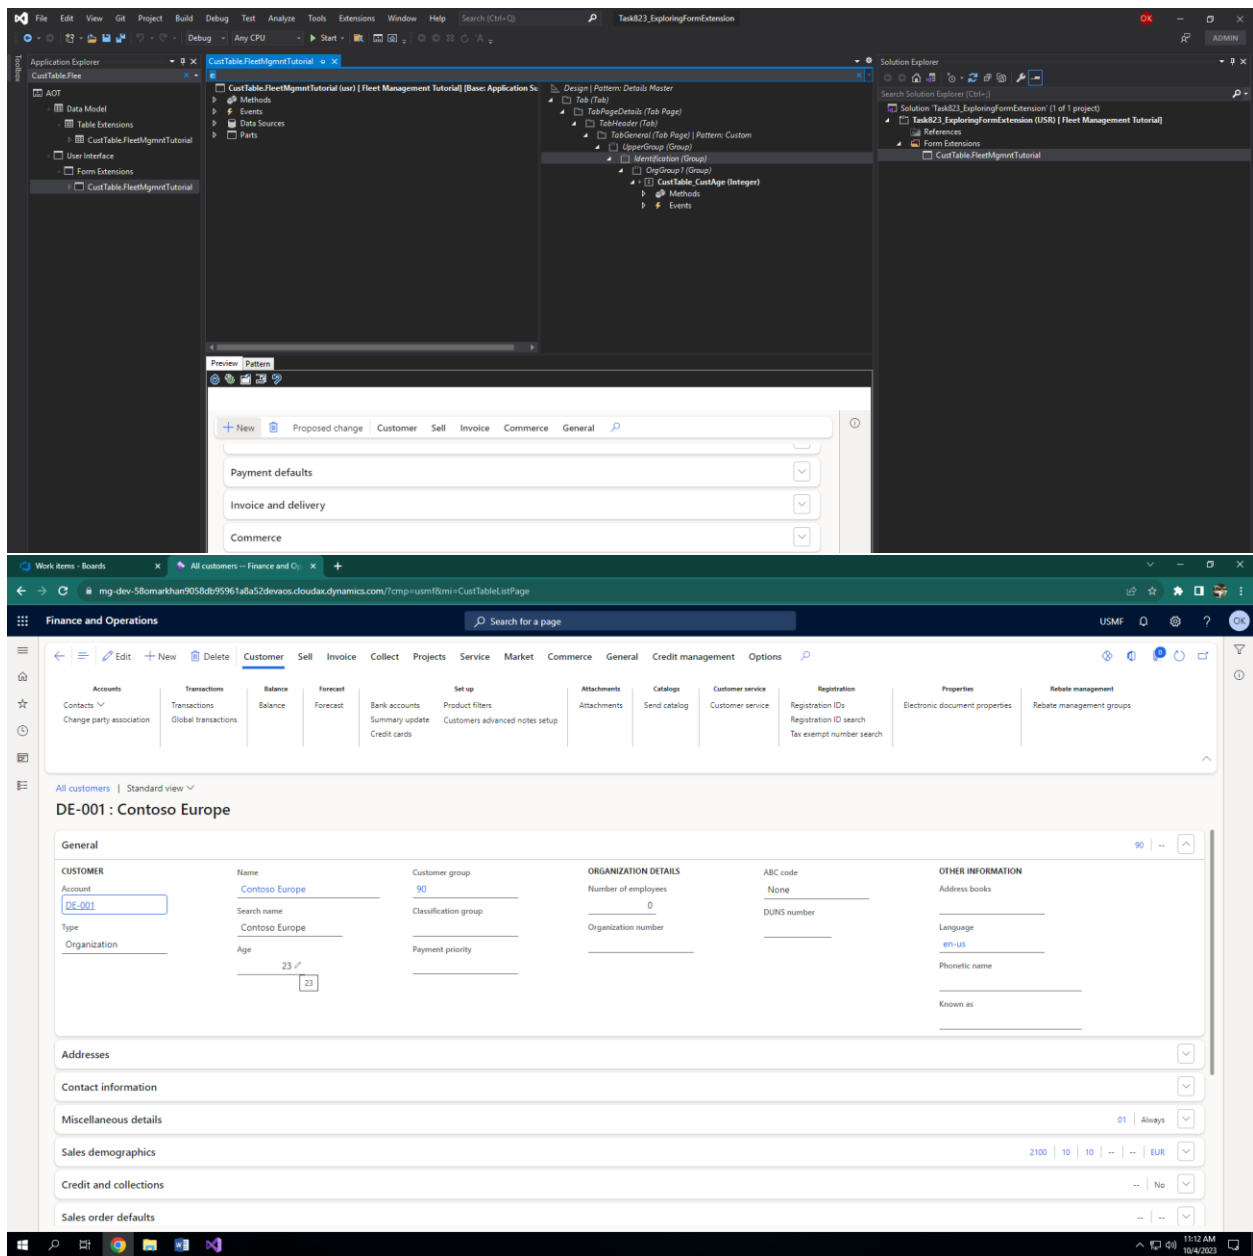 File Edit View Git Project Build Debug Test Analyze Tools Extensions Window Help Search (Ctrl+Q) Task823_ExploringFormExtension OK
Debug Any CPU Start ADMIN
Toolbox
Application Explorer
CustTable.Flee
AOT
Data Model
Table Extensions
CustTable.FleetMgmntTutorial
User Interface
Form Extensions
CustTable.FleetMgmntTutorial
CustTable.FleetMgmntTutorial
e
CustTable.FleetMgmntTutorial (usr) [ Fleet Management Tutorial] [Base: Application Su
Methods
Events
Data Sources
Parts
Design | Pattern: Details Master
Tab (Tab)
TabPageDetails (Tab Page)
TabHeader (Tab)
TabGeneral (Tab Page) | Pattern: Custom
UpperGroup (Group)
Identification (Group)
OrgGroup1 (Group)
CustTable_CustAge (Integer)
Methods
Events
Solution Explorer
Search Solution Explorer (Ctrl+;)
Solution 'Task823_ExploringFormExtension' (1 of 1 project)
Task823_ExploringFormExtension (USR) [ Fleet Management Tutorial]
References
Form Extensions
CustTable.FleetMgmntTutorial
Preview Pattern
New Proposed change Customer Sell Invoice Commerce General
Payment defaults
Invoice and delivery
Commerce
Work items - Boards All customers -- Finance and Op
mg-dev-58omarkhan9058db95961a8a52devaos.cloudax.dynamics.com/?cmp=usmf&mi=CustTableListPage
Finance and Operations Search for a page USMF OK
Edit New Delete Customer Sell Invoice Collect Projects Service Market Commerce General Credit management Options 0
Accounts Transactions Balance Forecast Set up Attachments Catalogs Customer service Registration Properties Rebate management
Contacts Transactions Balance Forecast Bank accounts Product filters Attachments Send catalog Customer service Registration IDs Electronic document properties Rebate management groups
Change party association Global transactions Summary update Customers advanced notes setup Registration ID search
Credit cards Tax exempt number search
All customers | Standard view
DE-001 : Contoso Europe
General 90 | --
CUSTOMER Name Customer group ORGANIZATION DETAILS ABC code OTHER INFORMATION
Account Contoso Europe 90 Number of employees None Address books
DE-001 Search name Classification group 0 DUNS number
Type Contoso Europe Organization number Language
Organization Age Payment priority en-us
23 Phonetic name
23
Known as
Addresses
Contact information
Miscellaneous details 01 | Always
Sales demographics 2100 | 10 | 10 | -- | -- | EUR
Credit and collections -- | No
Sales order defaults -- | --
11:12 AM
10/4/2023